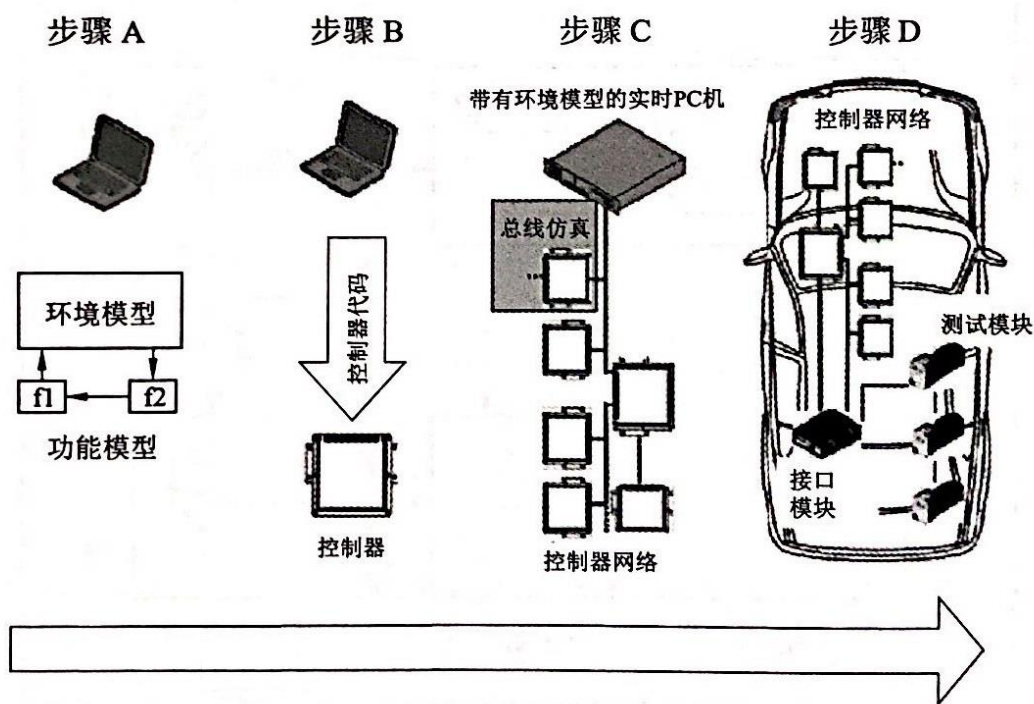 步骤 A
步骤 B
步骤 C
步骤 D
带有环境模型的实时PC机
控制器网络
总线仿真
环境模型
控制器代码
测试模块
f1
f2
功能模型
接口
模块
控制器
控制器网络